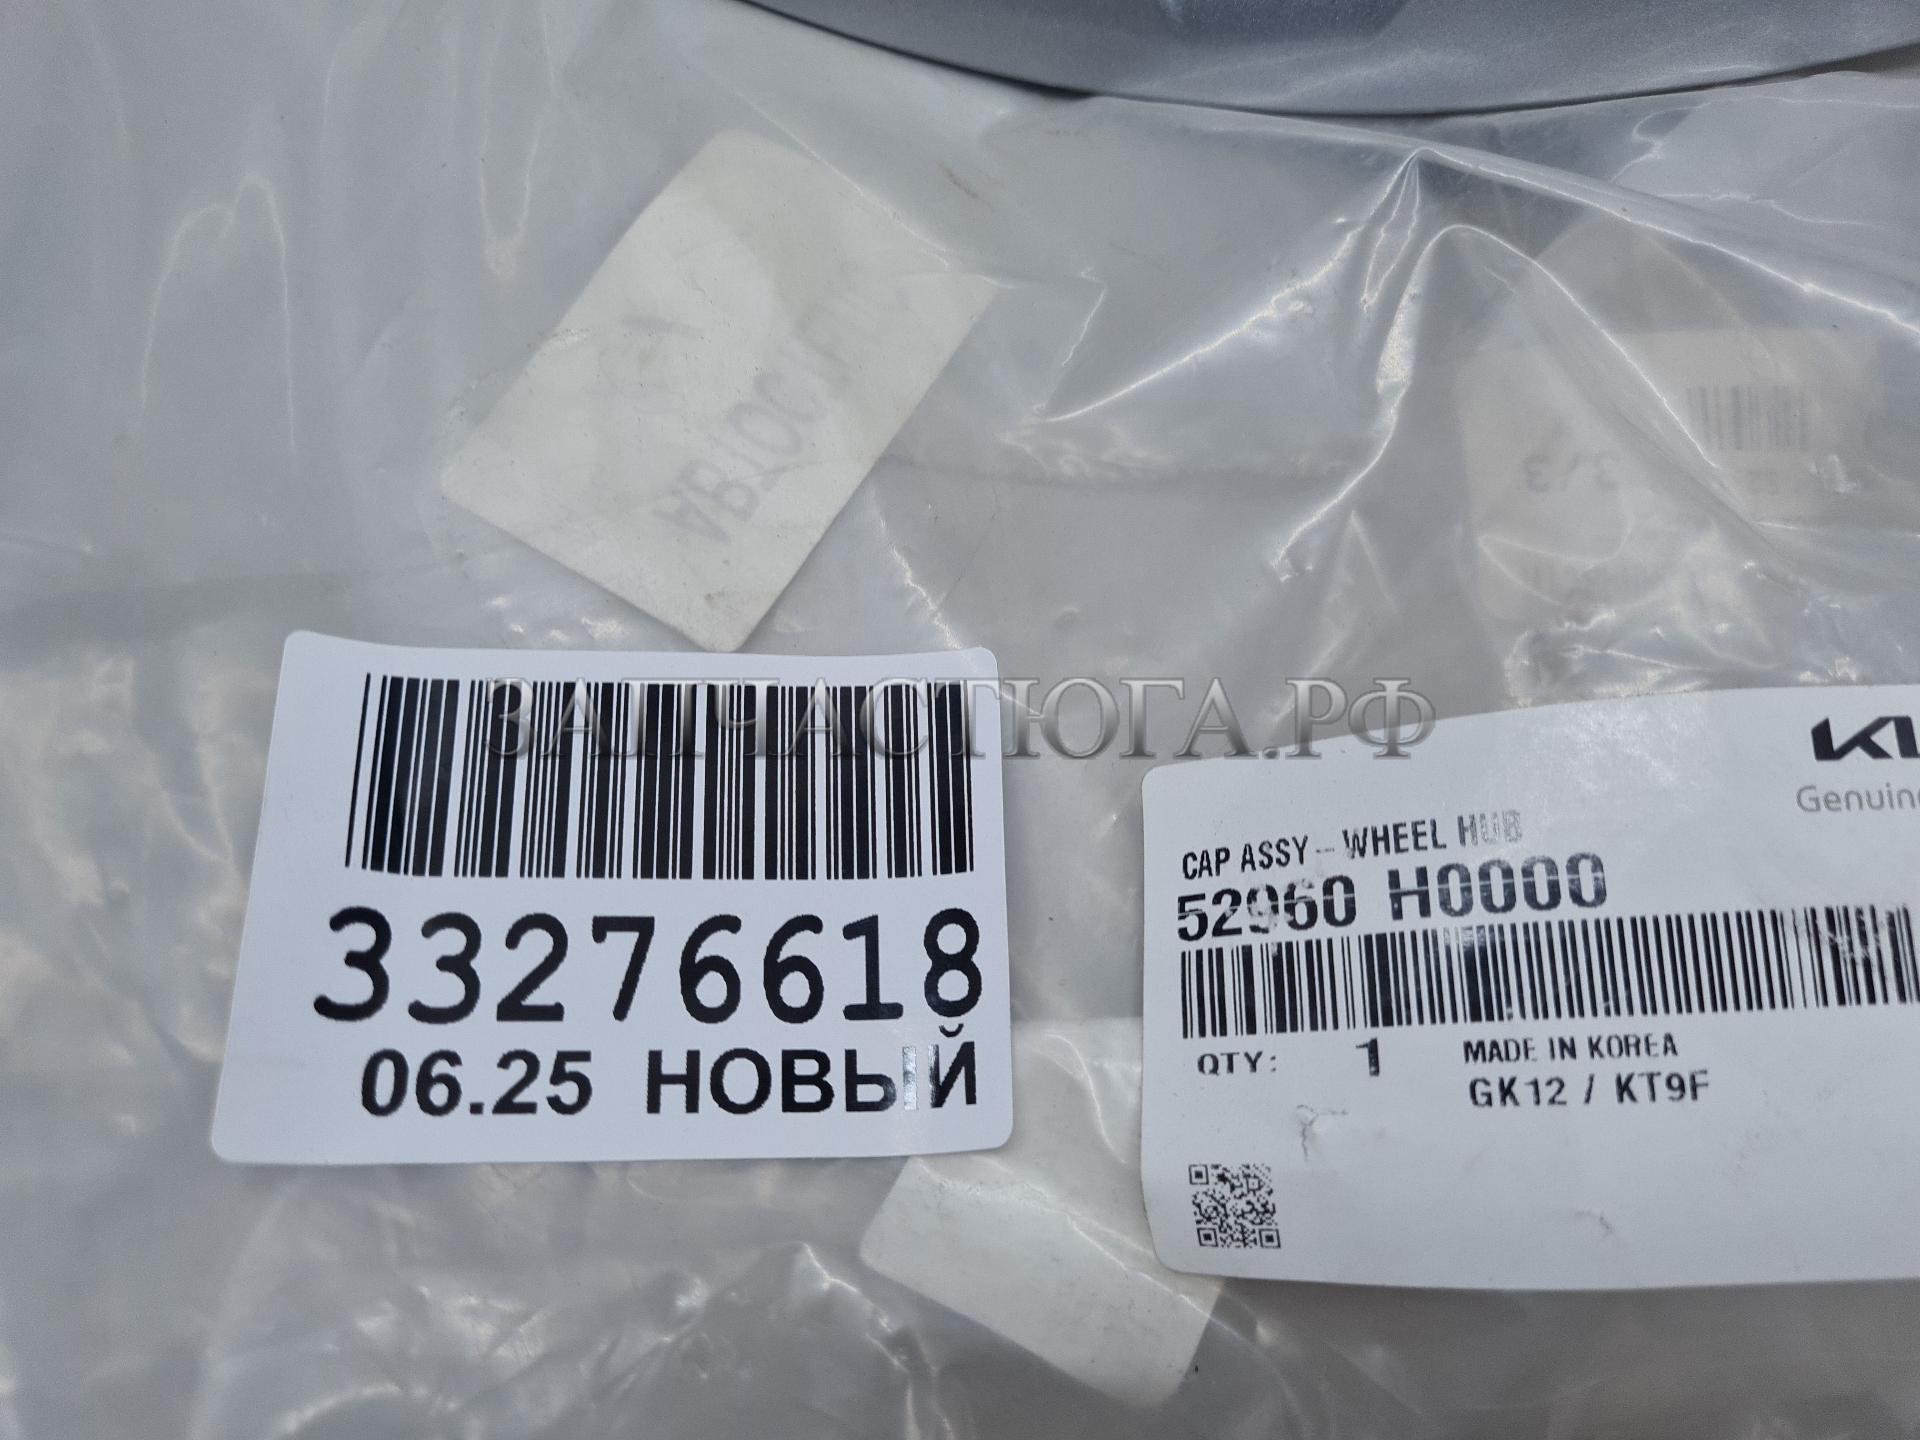 ЗАПЧАСТЮГА.РФ
33276618
06.25 НОВЫЙ
Genuine
CAP ASSY-WHEEL HUB
52960 H0000
QTY: 1 MADE IN KOREA
GK12 / KT9F